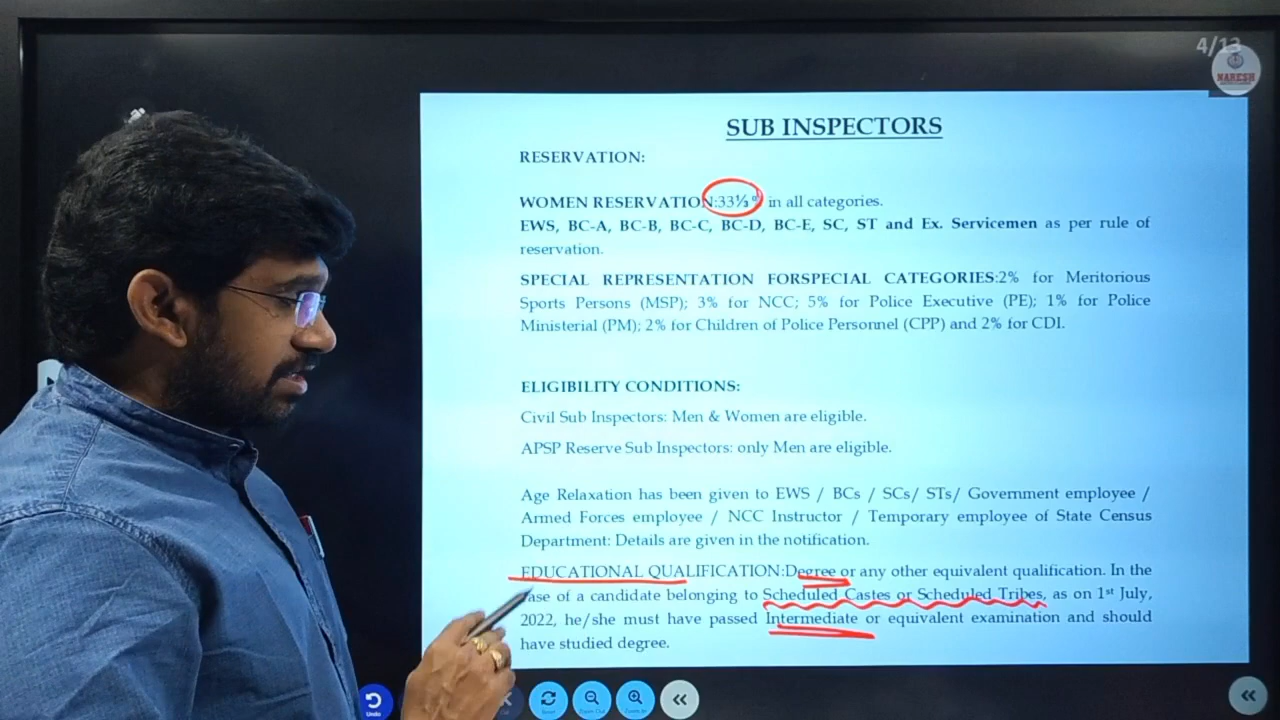 4/13
NARESH
SUB INSPECTORS
RESERVATION:
WOMEN RESERVATION:33⅓% in all categories.
EWS, BC-A, BC-B, BC-C, BC-D, BC-E, SC, ST and Ex. Servicemen as per rule of
reservation.
SPECIAL REPRESENTATION FORSPECIAL CATEGORIES:2% for Meritorious
Sports Persons (MSP); 3% for NCC; 5% for Police Executive (PE); 1% for Police
Ministerial (PM); 2% for Children of Police Personnel (CPP) and 2% for CDI.
ELIGIBILITY CONDITIONS:
Civil Sub Inspectors: Men & Women are eligible.
APSP Reserve Sub Inspectors: only Men are eligible.
Age Relaxation has been given to EWS / BCs / SCs/ STs/ Government employee /
Armed Forces employee / NCC Instructor / Temporary employee of State Census
Department: Details are given in the notification.
EDUCATIONAL QUALIFICATION:Degree or any other equivalent qualification. In the
case of a candidate belonging to Scheduled Castes or Scheduled Tribes, as on 1st July,
2022, he/she must have passed Intermediate or equivalent examination and should
have studied degree.
Undo
Zoom Out
Zoom In